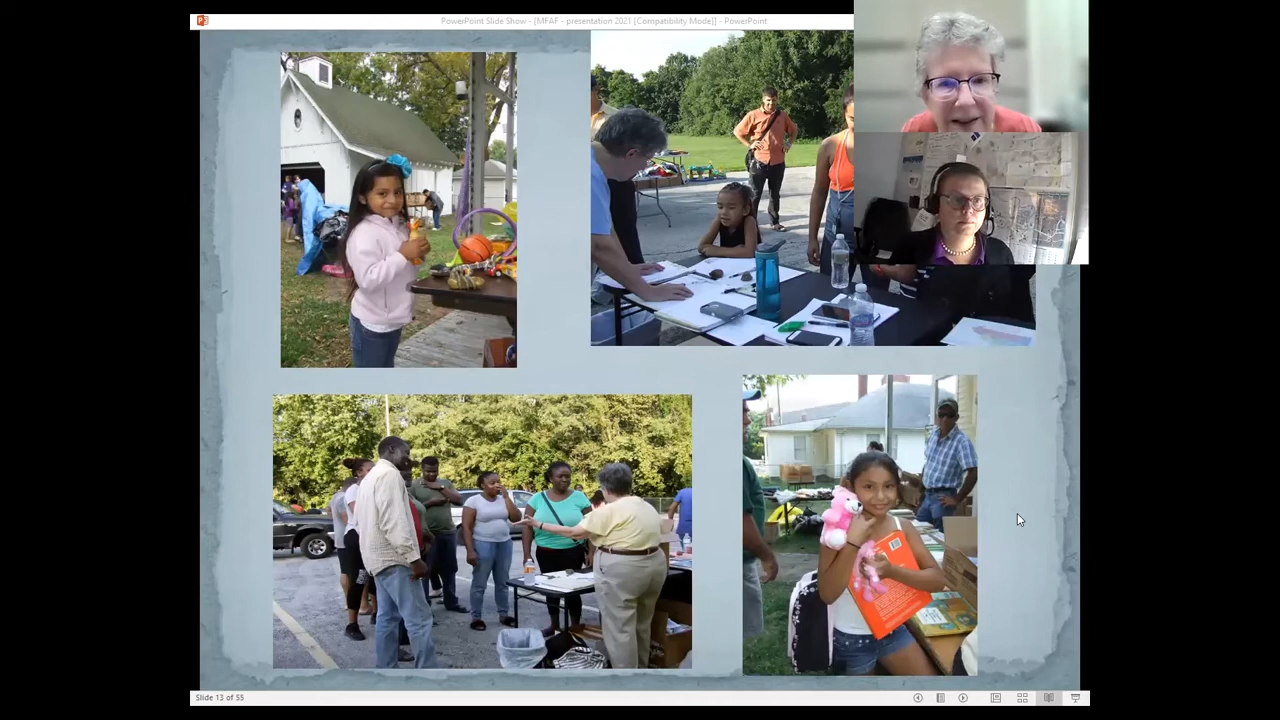 PowerPoint Slide Show - [MFAF - presentation 2021 [Compatibility Mode]] - PowerPoint
Slide 13 of 55